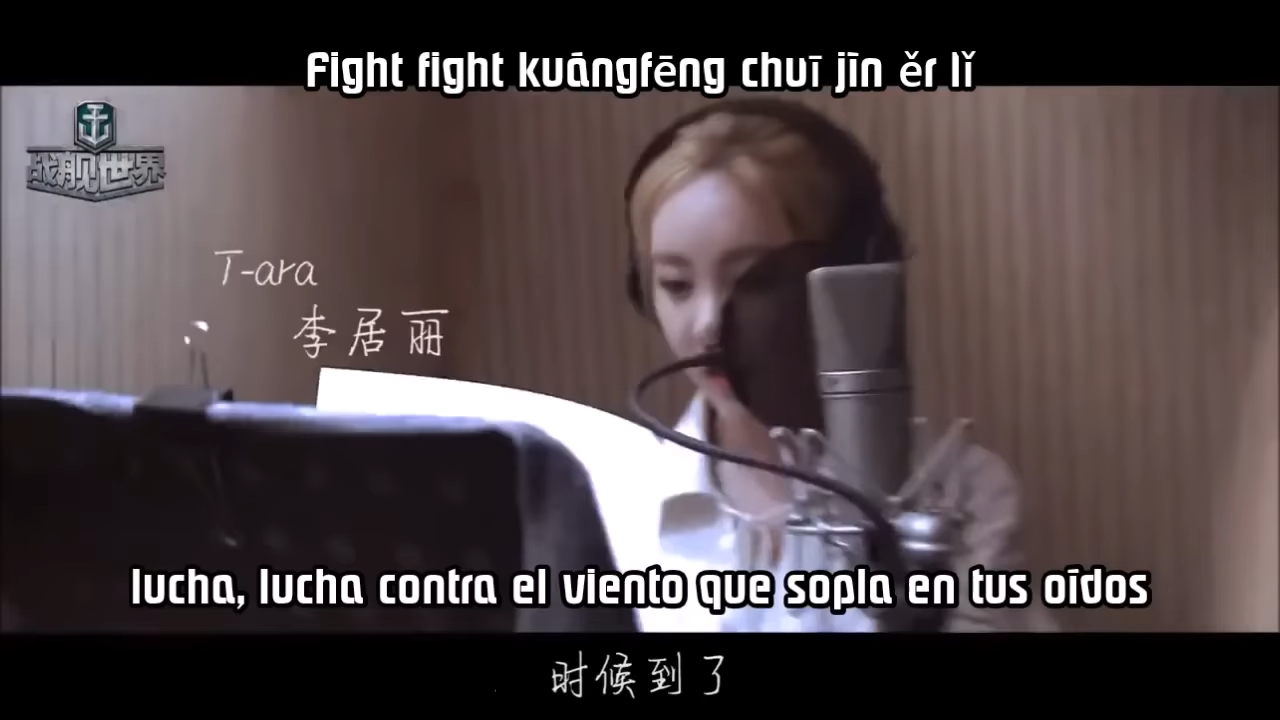 Fight fight kuángfēng chuī jìn ěr lǐ
战舰世界
T-ara
李居丽
lucha, lucha contra el viento que sopla en tus oídos
时候到了